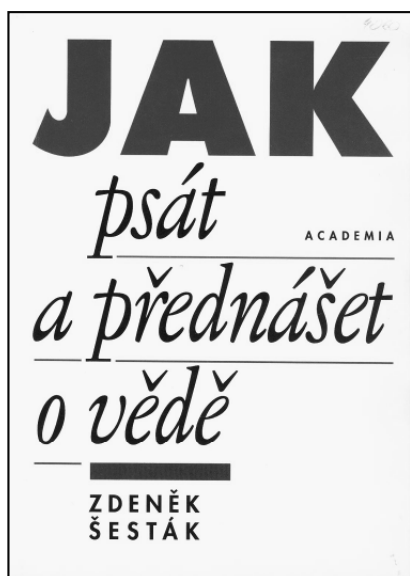 JAK
psát
ACADEMIA
a přednášet
o vědě
ZDENĚK
ŠESTÁK